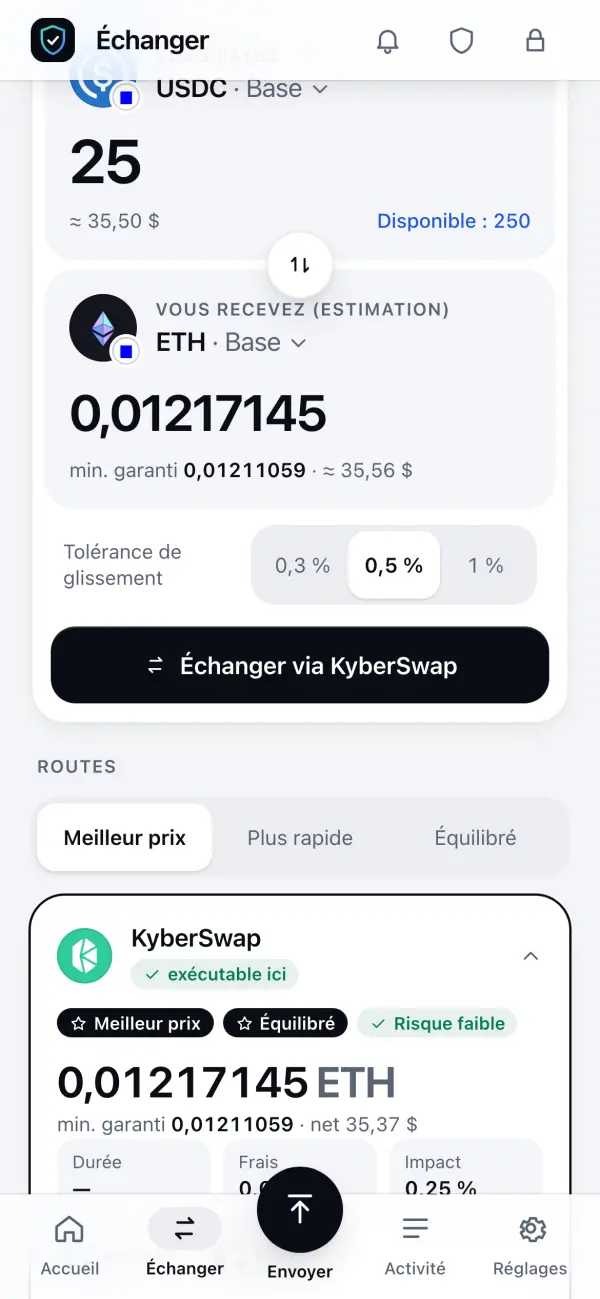 Échanger
USDC · Base
25
≈ 35,50 $
Disponible : 250
VOUS RECEVEZ (ESTIMATION)
ETH · Base
0,01217145
min. garanti 0,01211059 · ≈ 35,56 $
Tolérance de
glissement
0,3 %
0,5 %
1 %
Échanger via KyberSwap
ROUTES
Meilleur prix
Plus rapide
Équilibré
KyberSwap
exécutable ici
Meilleur prix
Équilibré
Risque faible
0,01217145 ETH
min. garanti 0,01211059 · net 35,37 $
Durée
Frais
Impact
—
0,25 %
Accueil
Échanger
Envoyer
Activité
Réglages